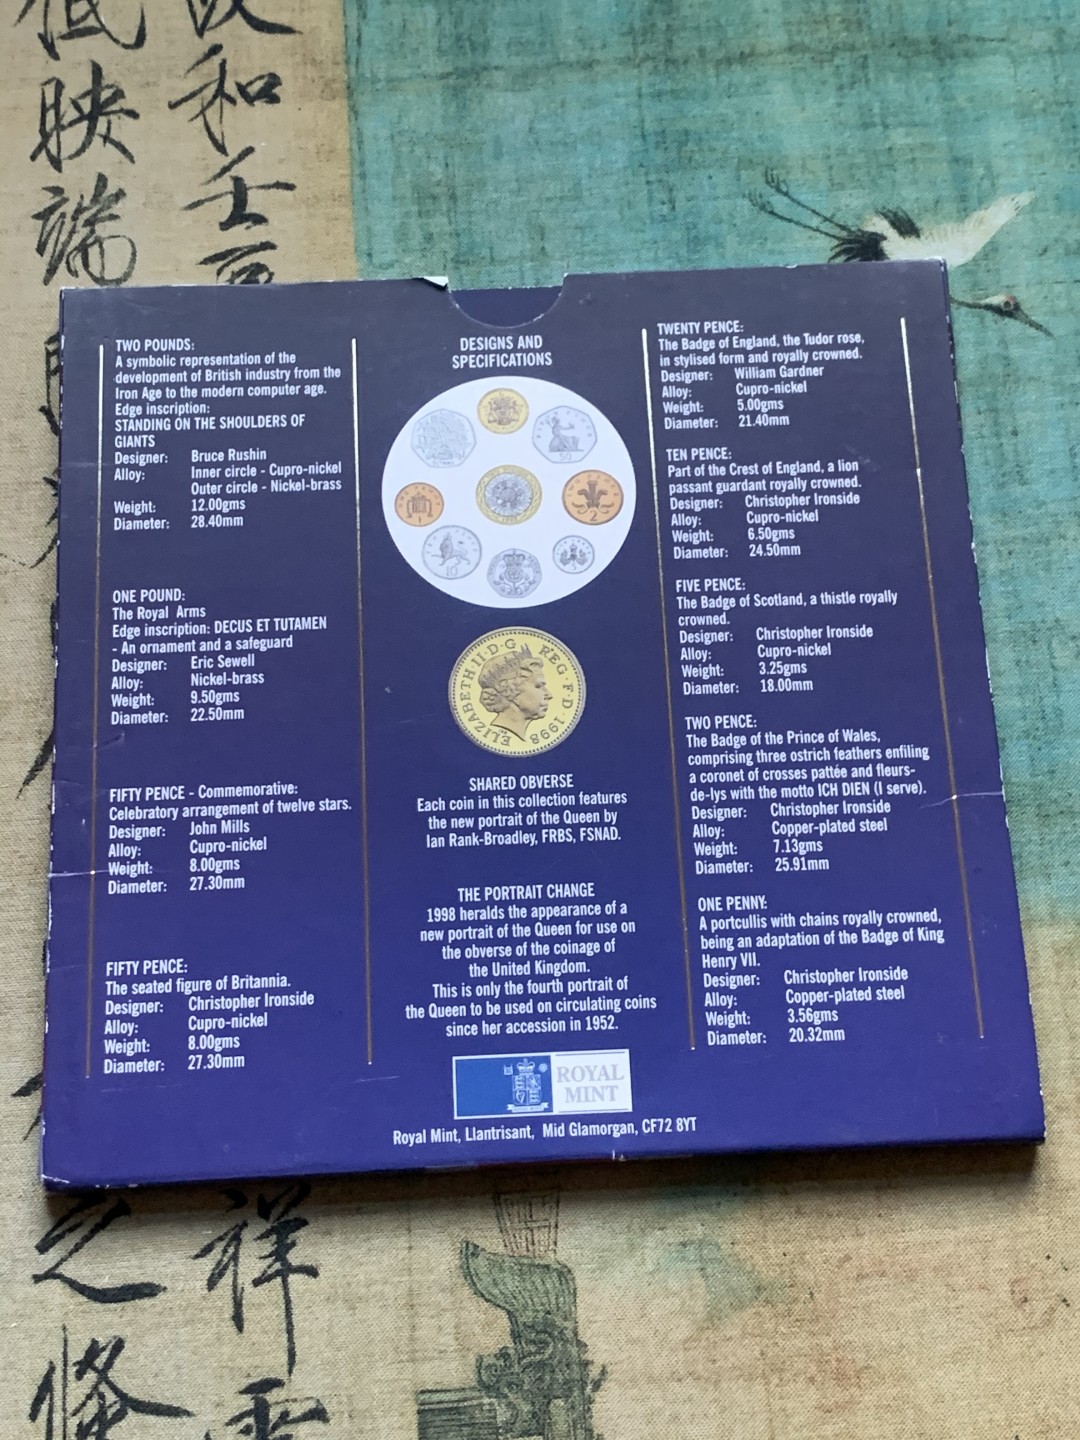 低
映
端
和
壬
TWO POUNDS:
A symbolic representation of the
development of British industry from the
Iron Age to the modern computer age.
Edge inscription:
STANDING ON THE SHOULDERS OF
GIANTS
Designer: Bruce Rushin
Alloy: Inner circle - Cupro-nickel
Outer circle - Nickel-brass
Weight: 12.00gms
Diameter: 28.40mm
ONE POUND:
The Royal Arms
Edge inscription: DECUS ET TUTAMEN
- An ornament and a safeguard
Designer: Eric Sewell
Alloy: Nickel-brass
Weight: 9.50gms
Diameter: 22.50mm
FIFTY PENCE - Commemorative:
Celebratory arrangement of twelve stars.
Designer: John Mills
Alloy: Cupro-nickel
Weight: 8.00gms
Diameter: 27.30mm
FIFTY PENCE:
The seated figure of Britannia.
Designer: Christopher Ironside
Alloy: Cupro-nickel
Weight: 8.00gms
Diameter: 27.30mm
DESIGNS AND
SPECIFICATIONS
50
1
2
10
ELIZABETH·II·D·G REG·F·D·1998
SHARED OBVERSE
Each coin in this collection features
the new portrait of the Queen by
Ian Rank-Broadley, FRBS, FSNAD.
THE PORTRAIT CHANGE
1998 heralds the appearance of a
new portrait of the Queen for use on
the obverse of the coinage of
the United Kingdom.
This is only the fourth portrait of
the Queen to be used on circulating coins
since her accession in 1952.
ROYAL
MINT
Royal Mint, Llantrisant, Mid Glamorgan, CF72 8YT
TWENTY PENCE:
The Badge of England, the Tudor rose,
in stylised form and royally crowned.
Designer: William Gardner
Alloy: Cupro-nickel
Weight: 5.00gms
Diameter: 21.40mm
TEN PENCE:
Part of the Crest of England, a lion
passant guardant royally crowned.
Designer: Christopher Ironside
Alloy: Cupro-nickel
Weight: 6.50gms
Diameter: 24.50mm
FIVE PENCE:
The Badge of Scotland, a thistle royally
crowned.
Designer: Christopher Ironside
Alloy: Cupro-nickel
Weight: 3.25gms
Diameter: 18.00mm
TWO PENCE:
The Badge of the Prince of Wales,
comprising three ostrich feathers enfiling
a coronet of crosses pattée and fleurs-
de-lys with the motto ICH DIEN (I serve).
Designer: Christopher Ironside
Alloy: Copper-plated steel
Weight: 7.13gms
Diameter: 25.91mm
ONE PENNY:
A portcullis with chains royally crowned,
being an adaptation of the Badge of King
Henry VII.
Designer: Christopher Ironside
Alloy: Copper-plated steel
Weight: 3.56gms
Diameter: 20.32mm
之
祥